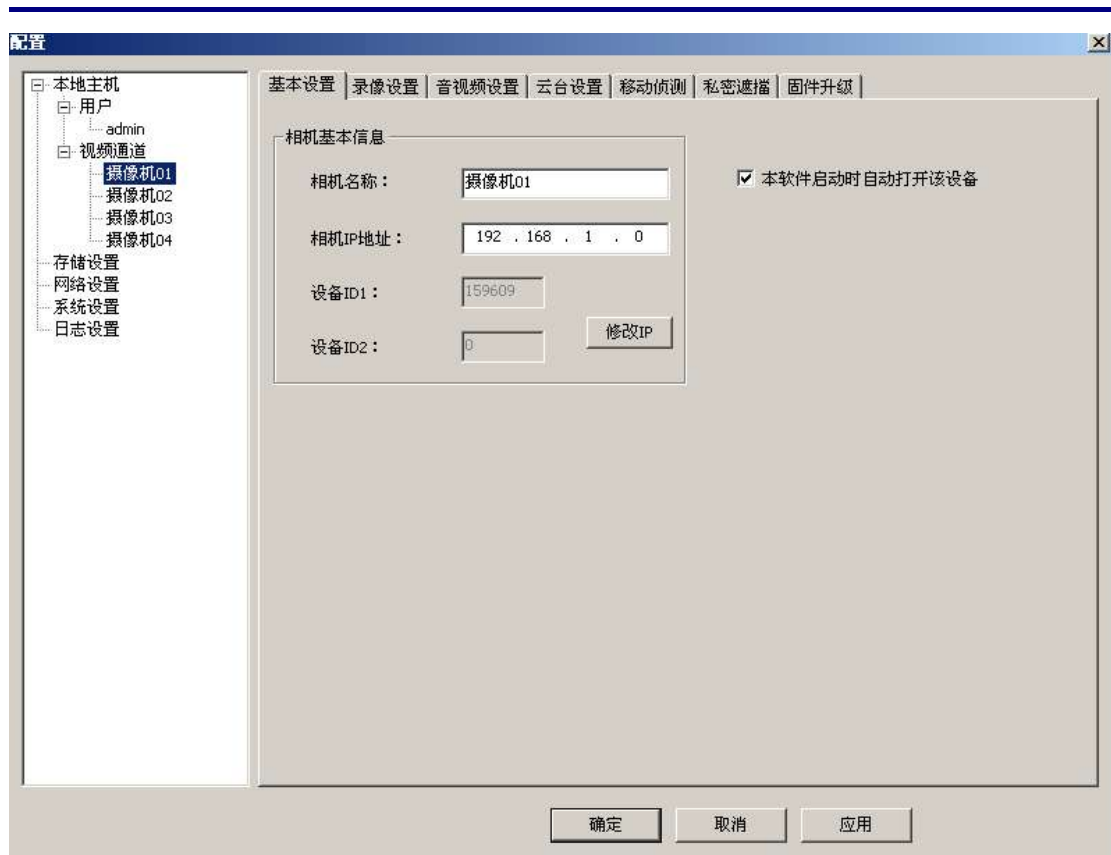 配置
本地主机
用户
admin
视频通道
摄像机01
摄像机02
摄像机03
摄像机04
存储设置
网络设置
系统设置
日志设置
基本设置 录像设置 音视频设置 云台设置 移动侦测 私密遮挡 固件升级
相机基本信息
相机名称： 摄像机01
相机IP地址： 192 . 168 . 1 . 0
设备ID1： 159609
设备ID2： 0
修改IP
本软件启动时自动打开该设备
确定 取消 应用